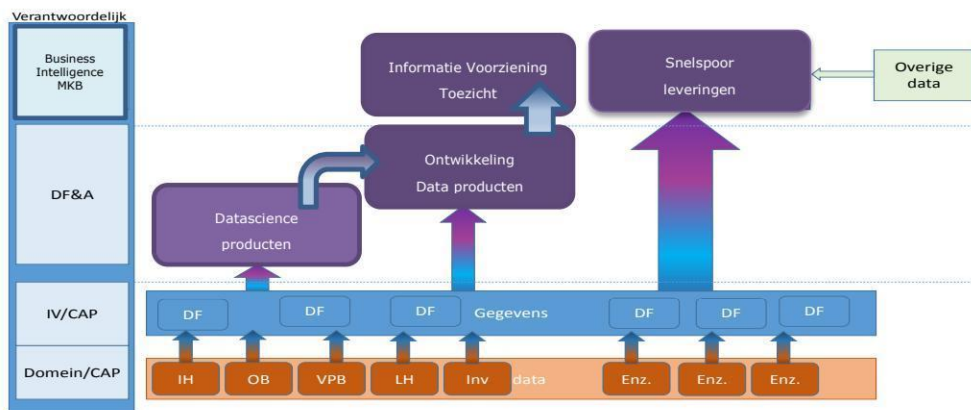 Verantwoordelijk
Business
Intelligence
MKB
Informatie Voorziening
Toezicht
Snelspoor
leveringen
Overige
data
DF&A
Ontwikkeling
Data producten
Datascience
producten
IV/CAP
DF
DF
DF
Gegevens
DF
DF
DF
Domein/CAP
IH
OB
VPB
LH
Inv
data
Enz.
Enz.
Enz.